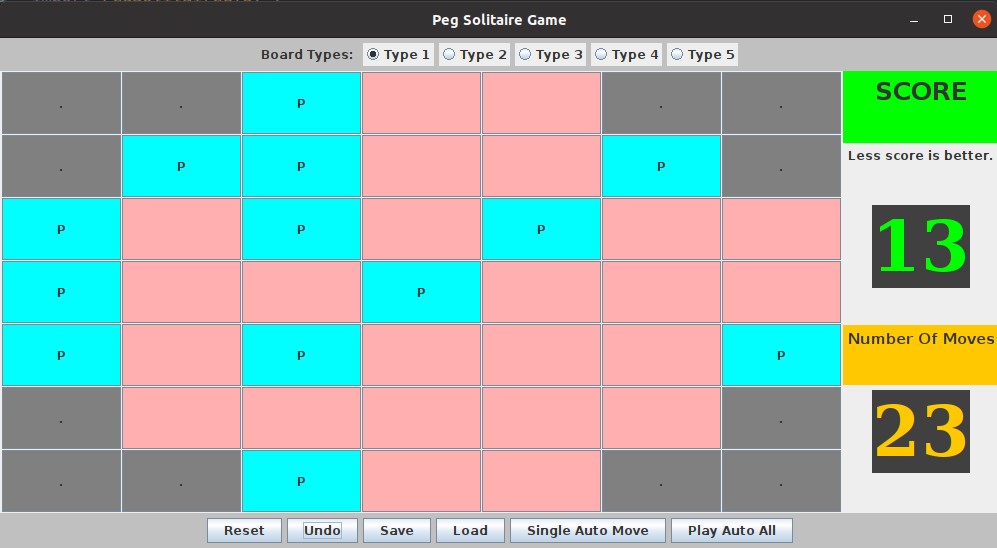 Peg Solitaire Game
Board Types: Type 1 Type 2 Type 3 Type 4 Type 5
. . P . .
. P P P .
P P P
P P
P P P
. .
. . P . .
SCORE
Less score is better.
13
Number Of Moves
23
Reset Undo Save Load Single Auto Move Play Auto All